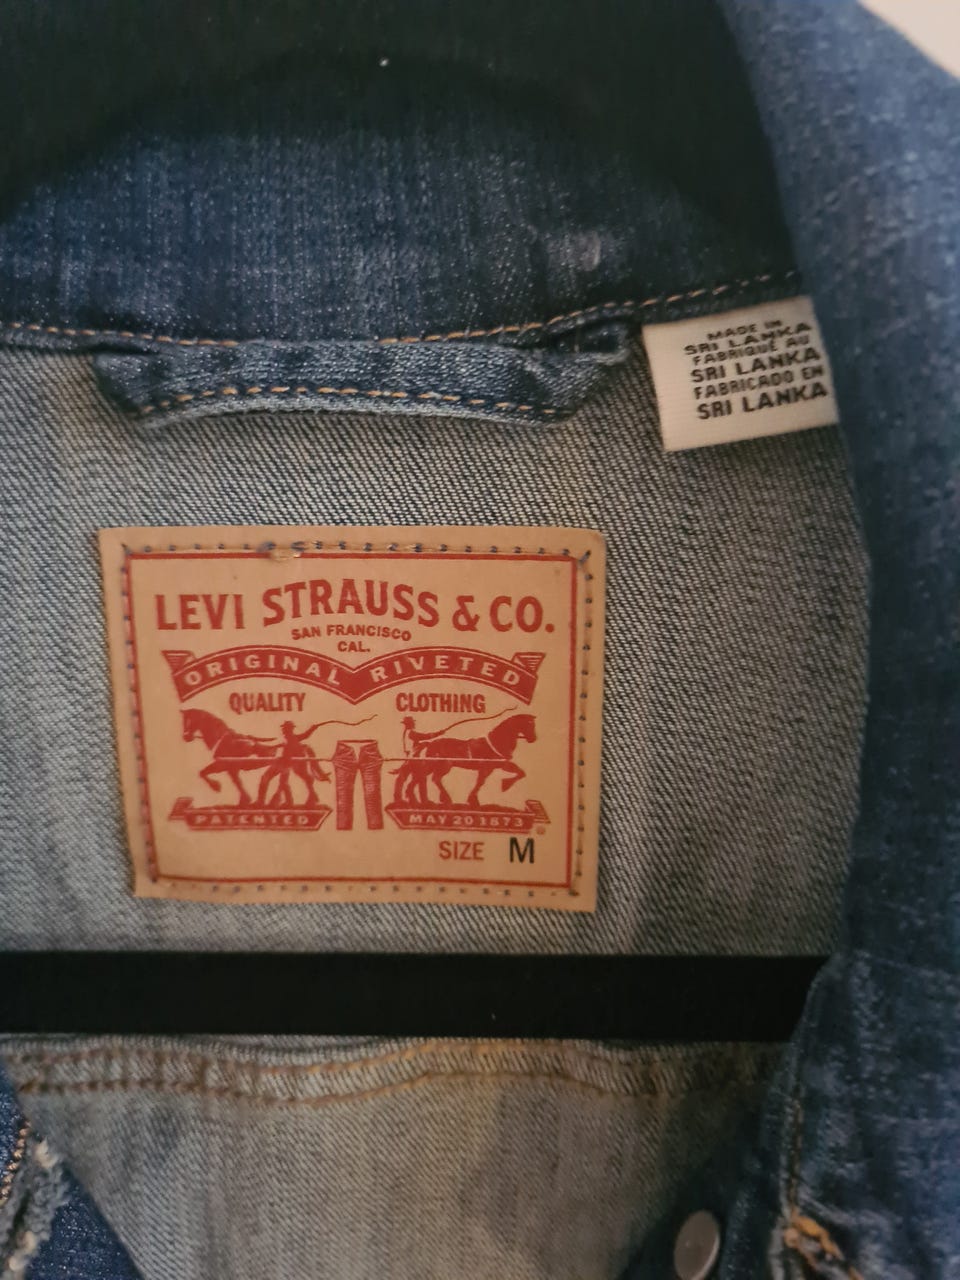 MADE IN
SRI LANKA
FABRIQUÉ AU
SRI LANKA
FABRICADO EN
SRI LANKA
LEVI STRAUSS & CO.
SAN FRANCISCO
CAL.
ORIGINAL RIVETED
QUALITY CLOTHING
PATENTED MAY 20 1873 ®
SIZE M